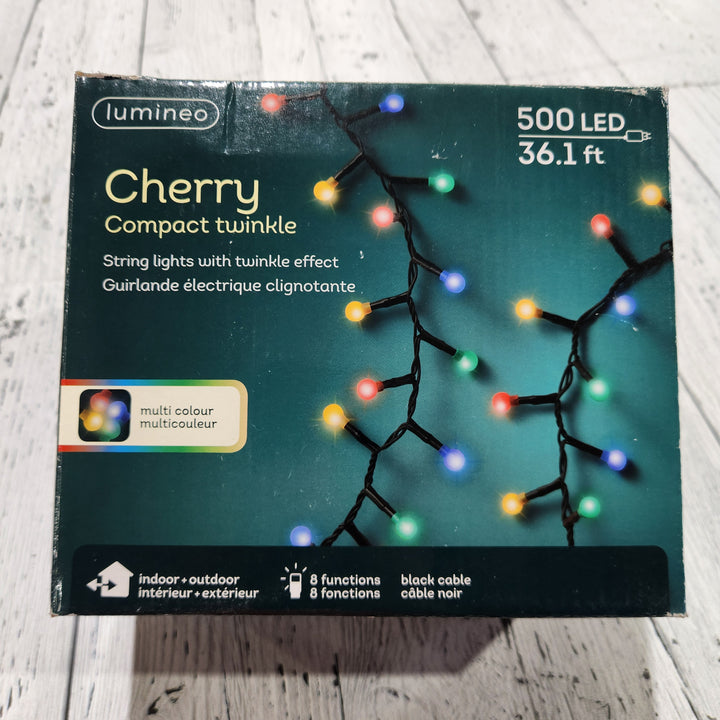 lumineo
500 LED
36.1 ft
Cherry
Compact twinkle
String lights with twinkle effect
Guirlande électrique clignotante
multi colour
multicouleur
indoor + outdoor
intérieur + extérieur
8 functions
8 fonctions
black cable
câble noir